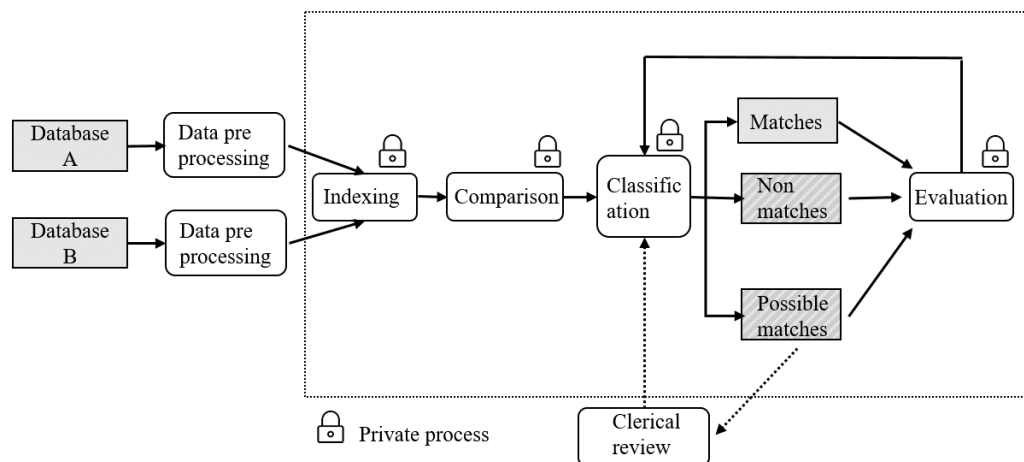 Database
A
Data pre
processing
Database
B
Data pre
processing
Indexing
Comparison
Classific
ation
Matches
Non
matches
Possible
matches
Evaluation
Clerical
review
Private process